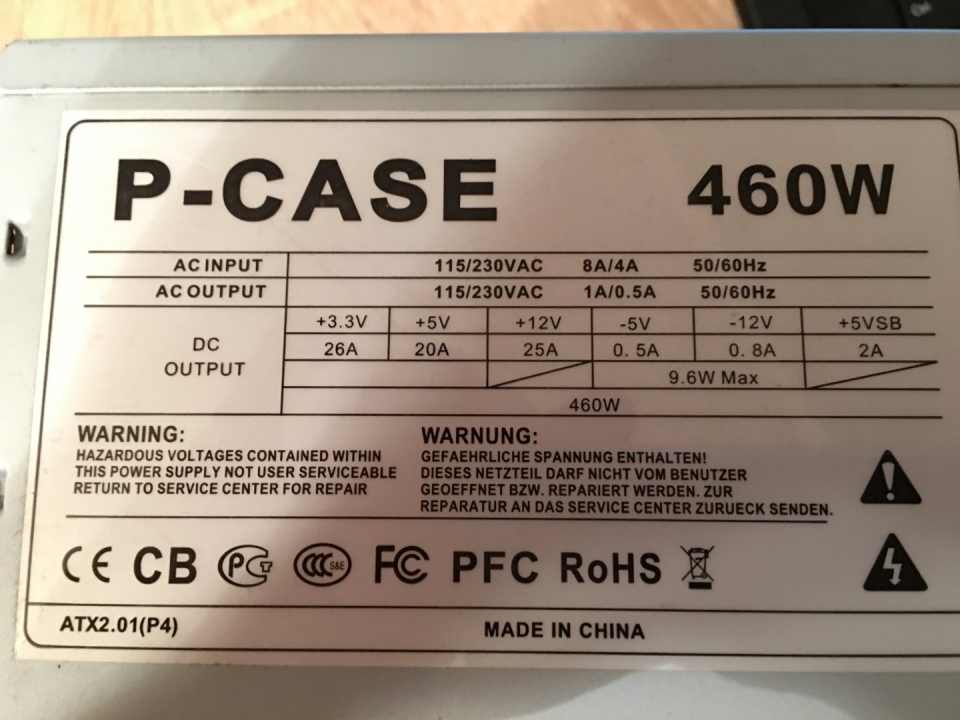 P-CASE 460W
AC INPUT 115/230VAC 8A/4A 50/60Hz
AC OUTPUT 115/230VAC 1A/0.5A 50/60Hz
DC OUTPUT
+3.3V +5V +12V -5V -12V +5VSB
26A 20A 25A 0.5A 0.8A 2A
9.6W Max
460W
WARNING:
HAZARDOUS VOLTAGES CONTAINED WITHIN
THIS POWER SUPPLY NOT USER SERVICEABLE
RETURN TO SERVICE CENTER FOR REPAIR
WARNUNG:
GEFAEHRLICHE SPANNUNG ENTHALTEN!
DIESES NETZTEIL DARF NICHT VOM BENUTZER
GEOEFFNET BZW. REPARIERT WERDEN. ZUR
REPARATUR AN DAS SERVICE CENTER ZURUECK SENDEN.
CE CB PCT CCC S&E FC PFC RoHS
ATX2.01(P4) MADE IN CHINA